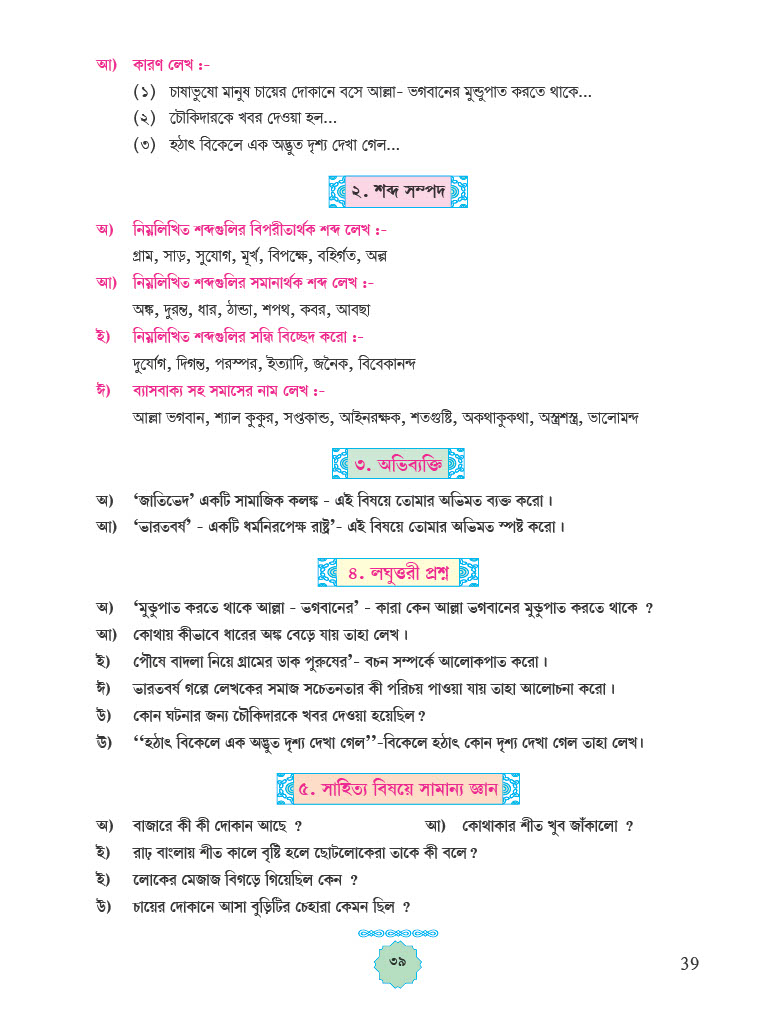 আ) কারণ লেখ :-
(১) চাষাভুষো মানুষ চায়ের দোকানে বসে আল্লা- ভগবানের মুন্ডুপাত করতে থাকে...
(২) চৌকিদারকে খবর দেওয়া হল...
(৩) হঠাৎ বিকেলে এক অদ্ভুত দৃশ্য দেখা গেল...
২. শব্দ সম্পদ
অ) নিম্নলিখিত শব্দগুলির বিপরীতার্থক শব্দ লেখ :-
গ্রাম, সাড়, সুযোগ, মূর্খ, বিপক্ষে, বহির্গত, অল্প
আ) নিম্নলিখিত শব্দগুলির সমানার্থক শব্দ লেখ :-
অঙ্ক, দুরন্ত, ধার, ঠান্ডা, শপথ, কবর, আবছা
ই) নিম্নলিখিত শব্দগুলির সন্ধি বিচ্ছেদ করো :-
দুর্যোগ, দিগন্ত, পরস্পর, ইত্যাদি, জনৈক, বিবেকানন্দ
ঈ) ব্যাসবাক্য সহ সমাসের নাম লেখ :-
আল্লা ভগবান, শ্যাল কুকুর, সপ্তকান্ড, আইনরক্ষক, শতগুষ্টি, অকথাকুকথা, অস্ত্রশস্ত্র, ভালোমন্দ
৩. অভিব্যক্তি
অ) ‘জাতিভেদ’ একটি সামাজিক কলঙ্ক - এই বিষয়ে তোমার অভিমত ব্যক্ত করো।
আ) ‘ভারতবর্ষ’ - একটি ধর্মনিরপেক্ষ রাষ্ট্র’- এই বিষয়ে তোমার অভিমত স্পষ্ট করো।
৪. লঘুত্তরী প্রশ্ন
অ) ‘মুন্ডুপাত করতে থাকে আল্লা - ভগবানের’ - কারা কেন আল্লা ভগবানের মুন্ডুপাত করতে থাকে ?
আ) কোথায় কীভাবে ধারের অঙ্ক বেড়ে যায় তাহা লেখ।
ই) পৌষে বাদলা নিয়ে গ্রামের ডাক পুরুষের’- বচন সম্পর্কে আলোকপাত করো।
ঈ) ভারতবর্ষ গল্পে লেখকের সমাজ সচেতনতার কী পরিচয় পাওয়া যায় তাহা আলোচনা করো।
উ) কোন ঘটনার জন্য চৌকিদারকে খবর দেওয়া হয়েছিল?
ঊ) ‘‘হঠাৎ বিকেলে এক অদ্ভুত দৃশ্য দেখা গেল’’-বিকেলে হঠাৎ কোন দৃশ্য দেখা গেল তাহা লেখ।
৫. সাহিত্য বিষয়ে সামান্য জ্ঞান
অ) বাজারে কী কী দোকান আছে ? আ) কোথাকার শীত খুব জাঁকালো ?
ই) রাঢ় বাংলায় শীত কালে বৃষ্টি হলে ছোটলোকেরা তাকে কী বলে?
ই) লোকের মেজাজ বিগড়ে গিয়েছিল কেন ?
উ) চায়ের দোকানে আসা বুড়িটির চেহারা কেমন ছিল ?
৩৯
39